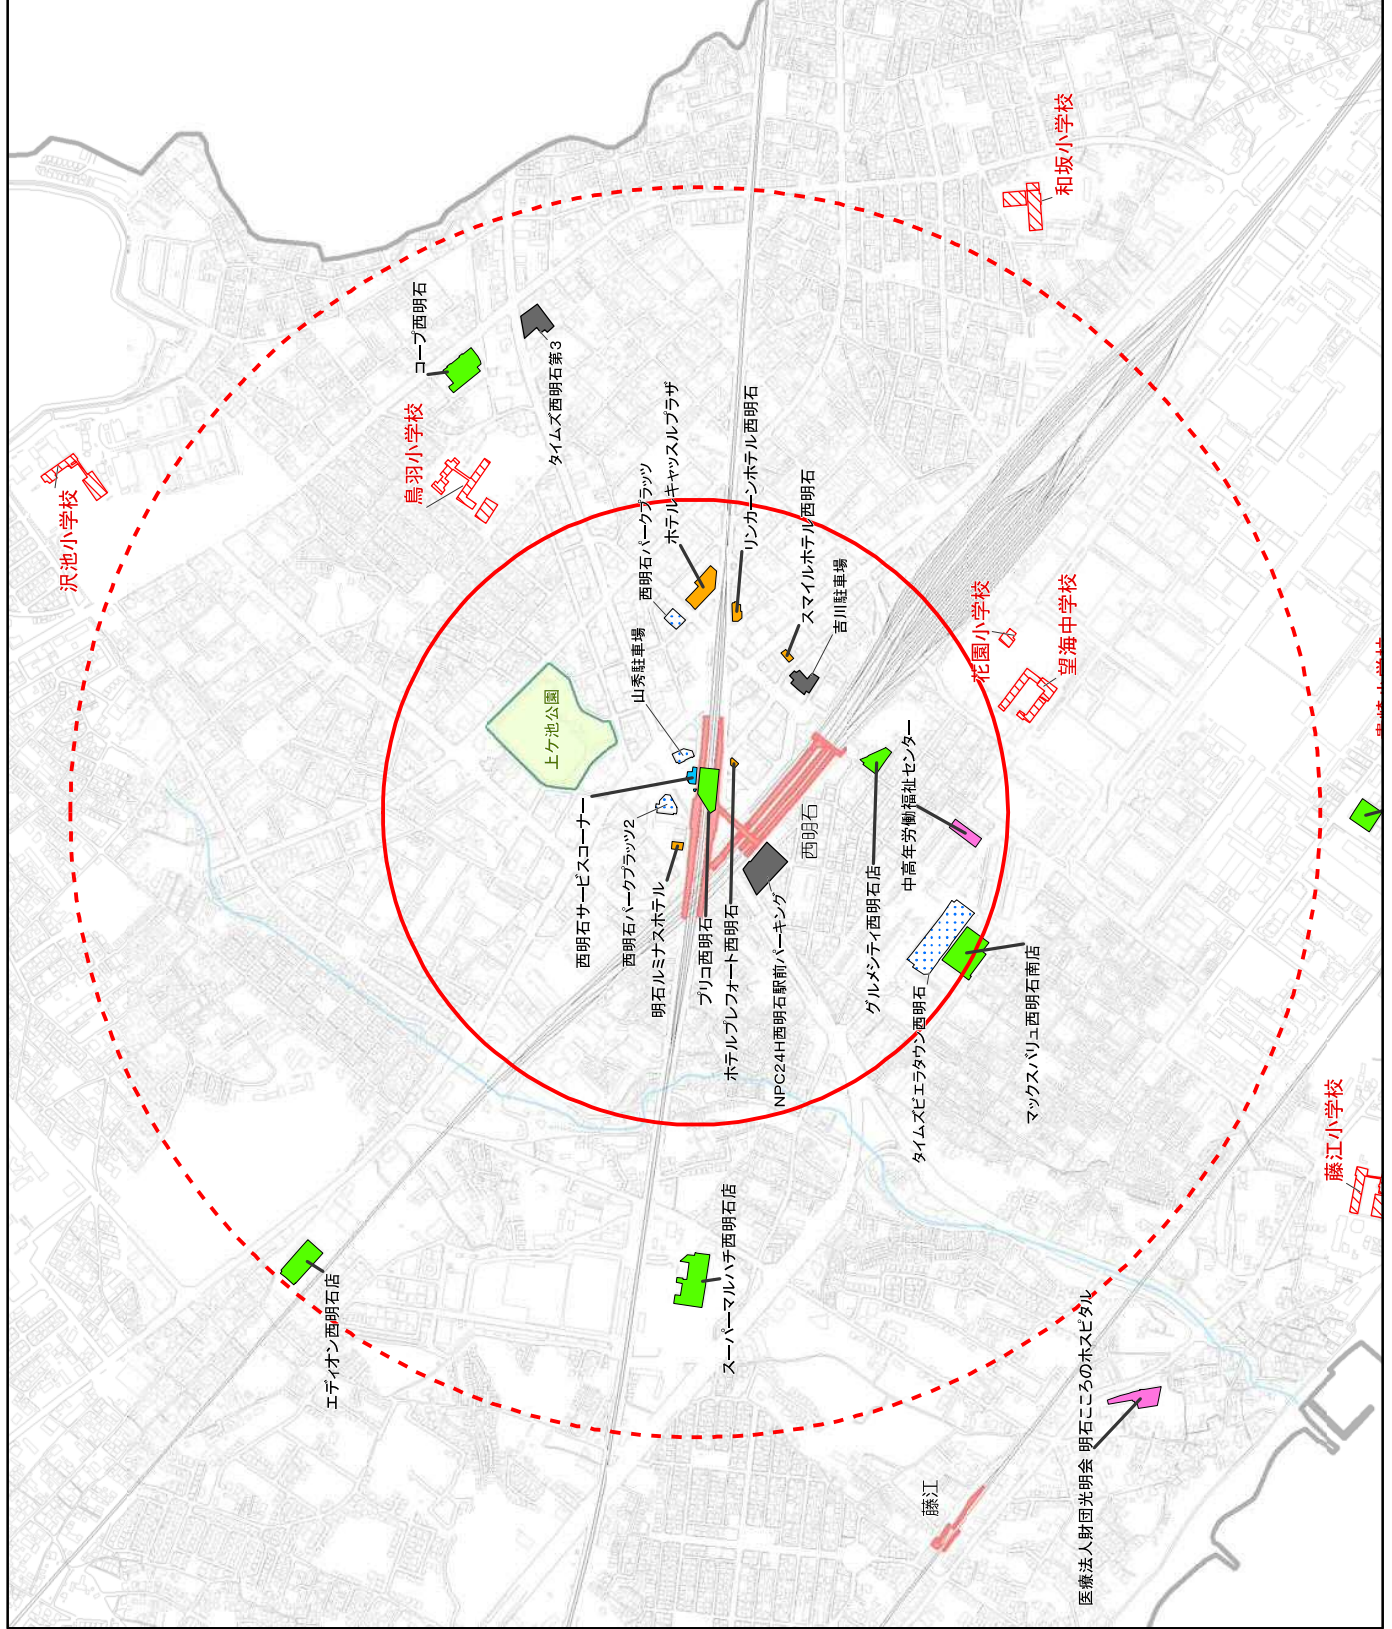 沢池小学校
鳥羽小学校
コープ西明石
タイムズ西明石第3
和坂小学校
西明石パークプラッツ
ホテルキャッスルプラザ
リンカーンホテル西明石
スマイルホテル西明石
吉川駐車場
山秀駐車場
上ケ池公園
花園小学校
望海中学校
西明石サービスコーナー
西明石パークプラッツ2
明石ルミナスホテル
プリコ西明石
ホテルプレフォート西明石
NPC24H西明石駅前パーキング
西明石
グルメシティ西明石店
中高年労働福祉センター
タイムズビエラタウン西明石
マックスバリュ西明石南店
エディオン西明石店
スーパーマルハチ西明石店
藤江小学校
藤江
医療法人財団光明会 明石こころのホスピタル